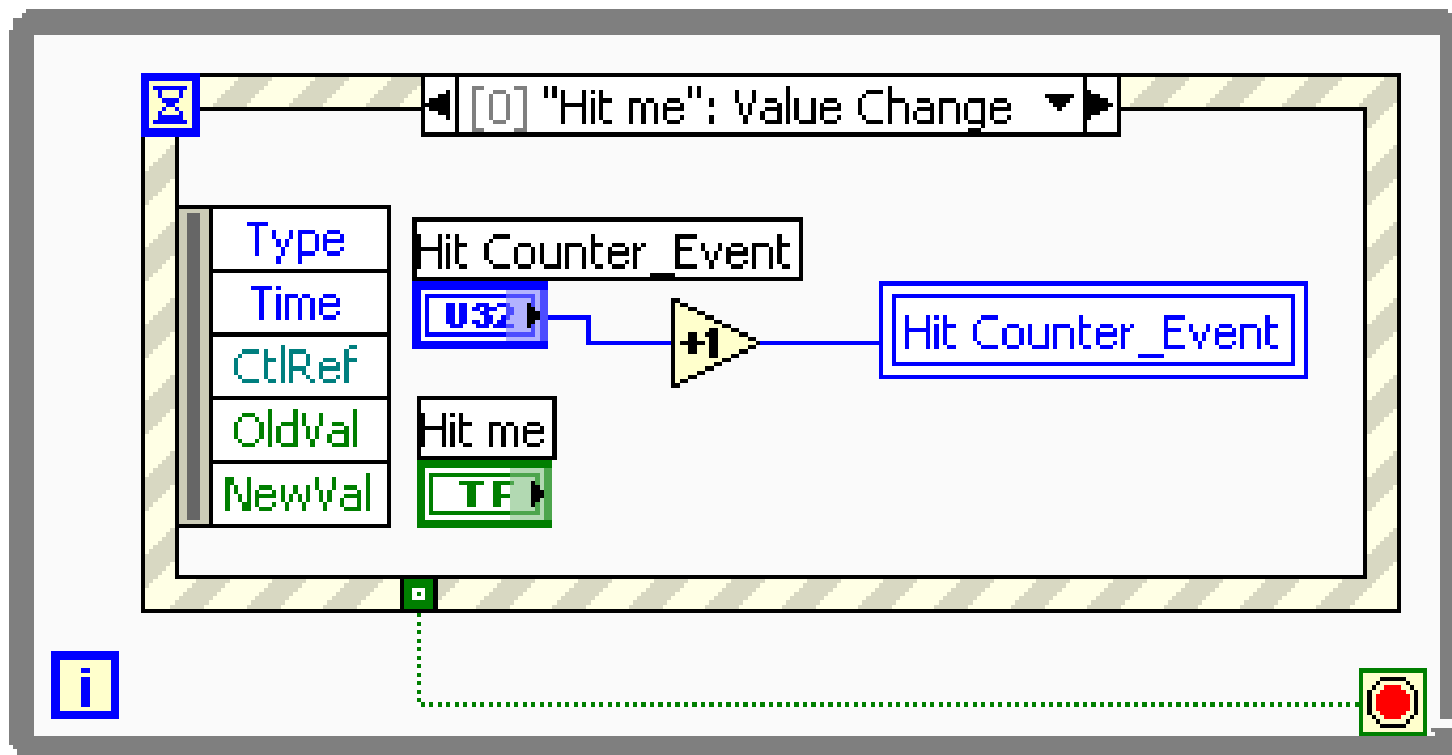 [0] "Hit me": Value Change
Type
Hit Counter_Event
Time
U32
+1
Hit Counter_Event
CtlRef
OldVal
Hit me
NewVal
TF
i